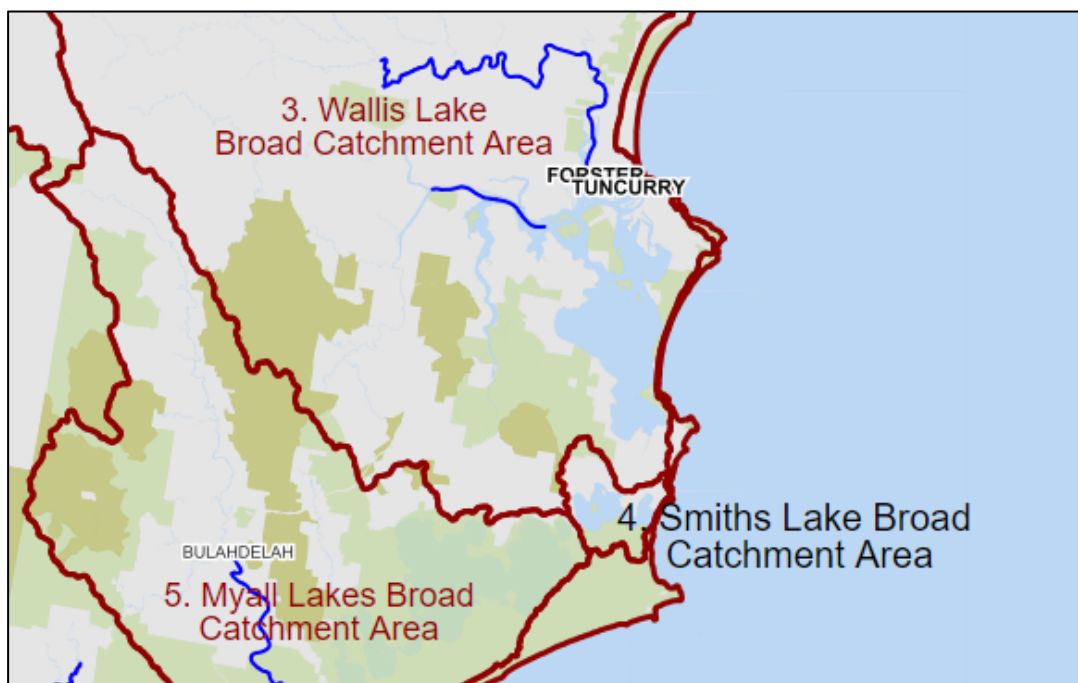 3. Wallis Lake
Broad Catchment Area
FORSTER
TUNCURRY
4. Smiths Lake Broad
Catchment Area
BULAHDELAH
5. Myall Lakes Broad
Catchment Area